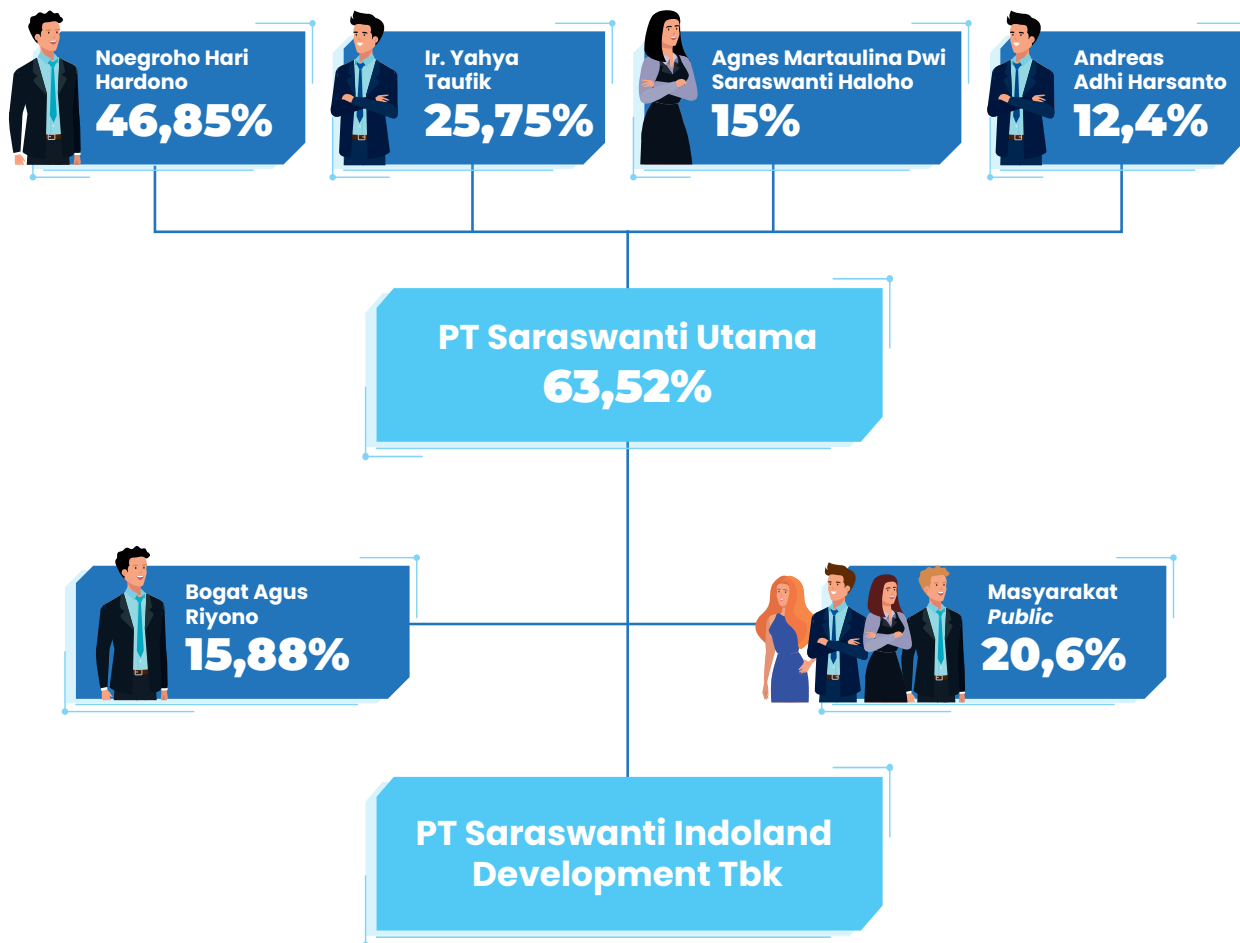 Noegroho Hari
Hardono
46,85%
Ir. Yahya
Taufik
25,75%
Agnes Martaulina Dwi
Saraswanti Haloho
15%
Andreas
Adhi Harsanto
12,4%
PT Saraswanti Utama
63,52%
Bogat Agus
Riyono
15,88%
Masyarakat
Public
20,6%
PT Saraswanti Indoland
Development Tbk